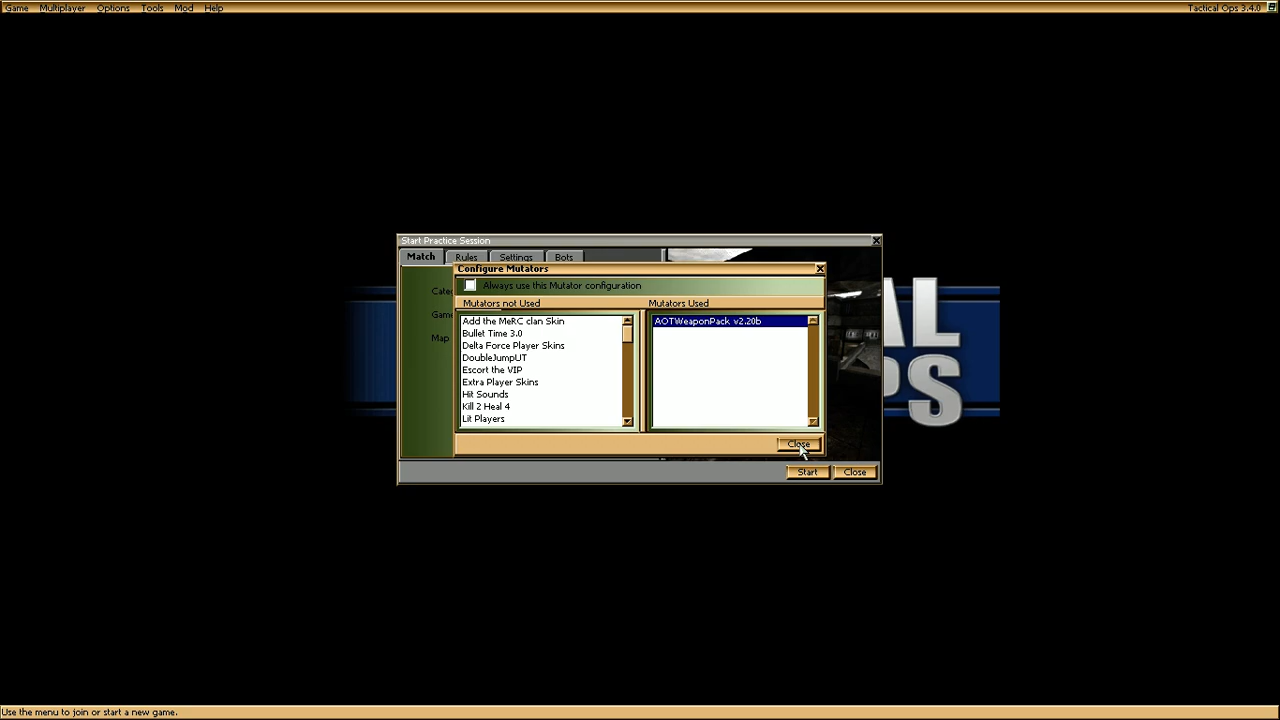 Game Multiplayer Options Tools Mod Help Tactical Ops 3.4.0
Start Practice Session
Match Rules Settings Bots
Configure Mutators
Always use this Mutator configuration
Mutators not Used Mutators Used
Add the MeRC clan Skin
Bullet Time 3.0
Delta Force Player Skins
DoubleJumpUT
Escort the VIP
Extra Player Skins
Hit Sounds
Kill 2 Heal 4
Lit Players
AOTWeaponPack v2.20b
Map
Close
Start Close
AL
PS
Use the menu to join or start a new game.